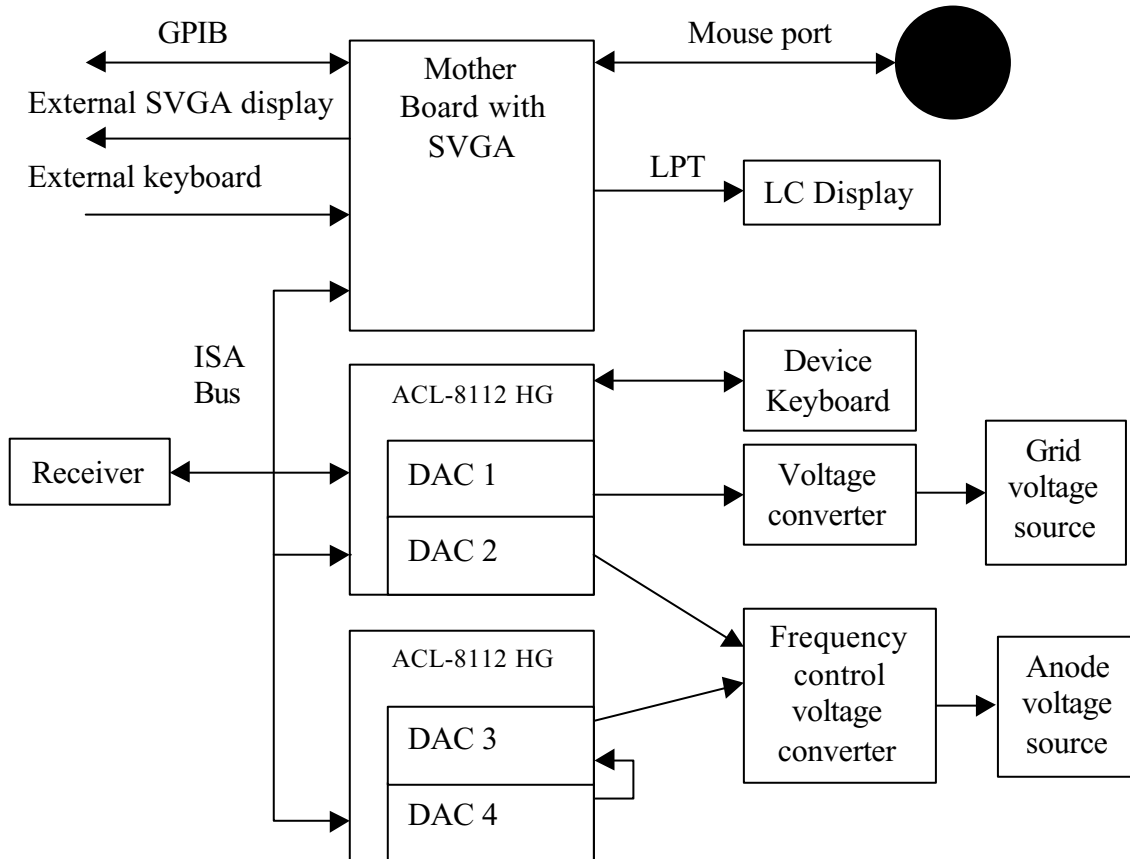 GPIB
External SVGA display
External keyboard
Mother
Board with
SVGA
Mouse port
LPT
LC Display
ISA
Bus
Receiver
ACL-8112 HG
DAC 1
DAC 2
Device
Keyboard
Voltage
converter
Grid
voltage
source
ACL-8112 HG
DAC 3
DAC 4
Frequency
control
voltage
converter
Anode
voltage
source